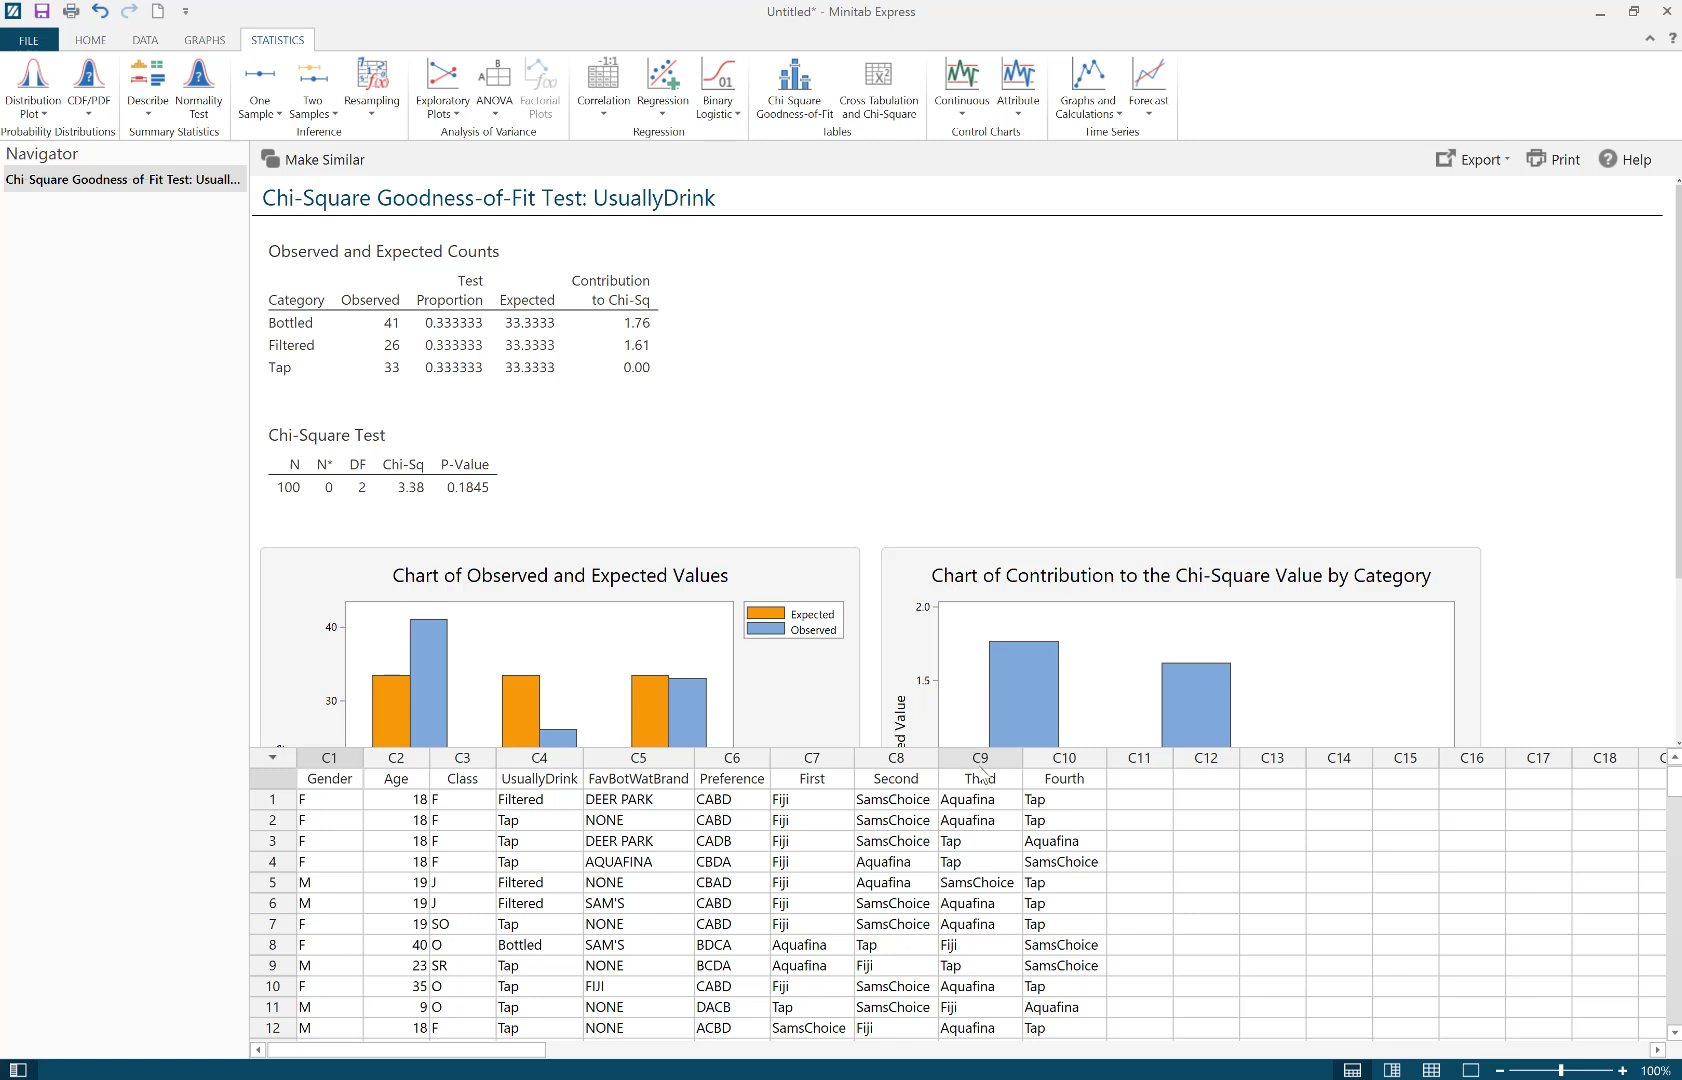 Untitled* - Minitab Express
FILE HOME DATA GRAPHS STATISTICS
Distribution Plot
CDF/PDF
Probability Distributions
Describe
Normality Test
Summary Statistics
One Sample
Two Samples
Resampling
Inference
Exploratory Plots
ANOVA
Factorial Plots
Analysis of Variance
Correlation
Regression
Binary Logistic
Regression
Chi Square Goodness-of-Fit
Cross Tabulation and Chi-Square
Tables
Continuous
Attribute
Control Charts
Graphs and Calculations
Forecast
Time Series
Navigator
Chi Square Goodness-of-Fit Test: Usuall...
Make Similar
Export
Print
Help
Chi-Square Goodness-of-Fit Test: UsuallyDrink
Observed and Expected Counts
Test Contribution
Category Observed Proportion Expected to Chi-Sq
Bottled 41 0.333333 33.3333 1.76
Filtered 26 0.333333 33.3333 1.61
Tap 33 0.333333 33.3333 0.00
Chi-Square Test
N N* DF Chi-Sq P-Value
100 0 2 3.38 0.1845
Chart of Observed and Expected Values
40
30
Expected
Observed
Chart of Contribution to the Chi-Square Value by Category
2.0
1.5
C1 C2 C3 C4 C5 C6 C7 C8 C9 C10 C11 C12 C13 C14 C15 C16 C17 C18
Gender Age Class UsuallyDrink FavBotWatBrand Preference First Second Third Fourth
1 F 18 F Filtered DEER PARK CABD Fiji SamsChoice Aquafina Tap
2 F 18 F Tap NONE CABD Fiji SamsChoice Aquafina Tap
3 F 18 F Tap DEER PARK CADB Fiji SamsChoice Tap Aquafina
4 F 18 F Tap AQUAFINA CBDA Fiji Aquafina Tap SamsChoice
5 M 19 J Filtered NONE CBAD Fiji Aquafina SamsChoice Tap
6 M 19 J Filtered SAM'S CABD Fiji SamsChoice Aquafina Tap
7 F 19 SO Tap NONE CABD Fiji SamsChoice Aquafina Tap
8 F 40 O Bottled SAM'S BDCA Aquafina Tap Fiji SamsChoice
9 M 23 SR Tap NONE BCDA Aquafina Fiji Tap SamsChoice
10 F 35 O Tap FIJI CABD Fiji SamsChoice Aquafina Tap
11 M 9 O Tap NONE DACB Tap SamsChoice Fiji Aquafina
12 M 18 F Tap NONE ACBD SamsChoice Fiji Aquafina Tap
100%